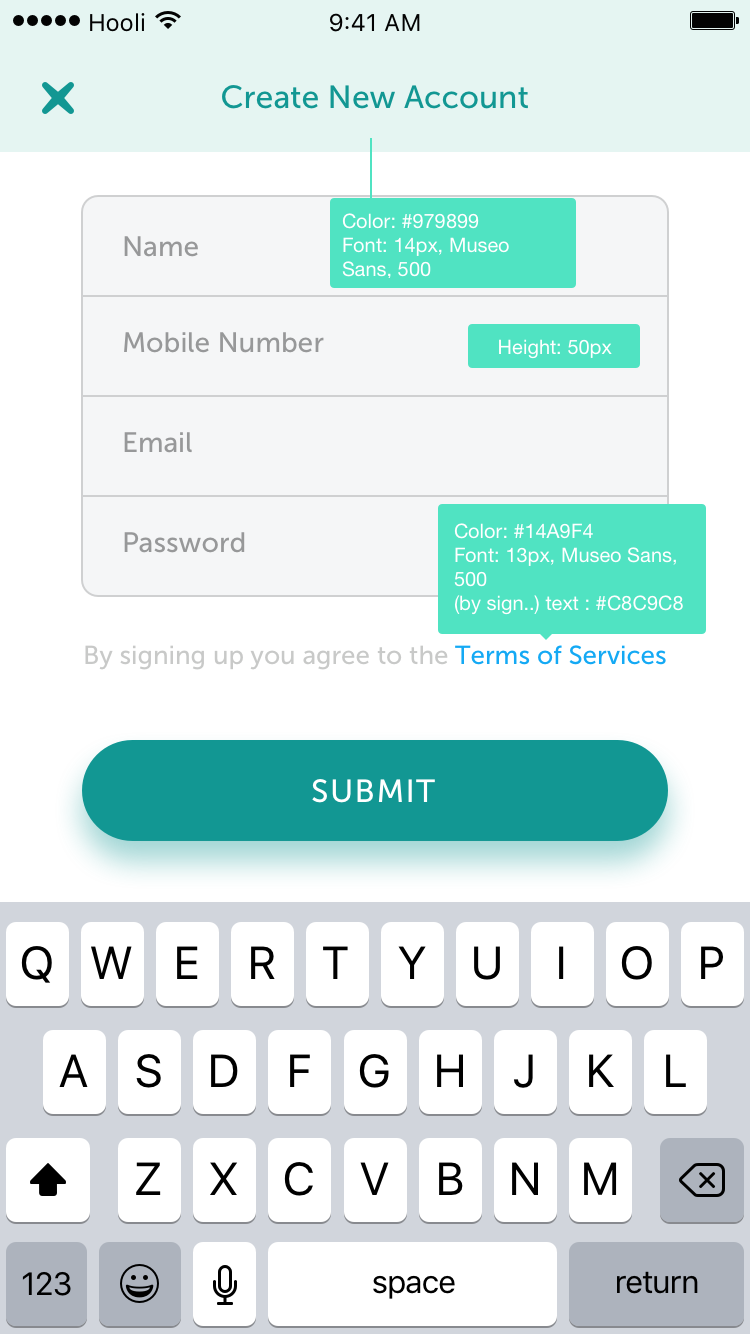 Hooli 9:41 AM
Create New Account
Color: #979899
Font: 14px, Museo
Sans, 500
Name
Mobile Number
Height: 50px
Email
Password
Color: #14A9F4
Font: 13px, Museo Sans,
500
(by sign..) text : #C8C9C8
By signing up you agree to the Terms of Services
SUBMIT
Q W E R T Y U I O P
A S D F G H J K L
Z X C V B N M
123 space return